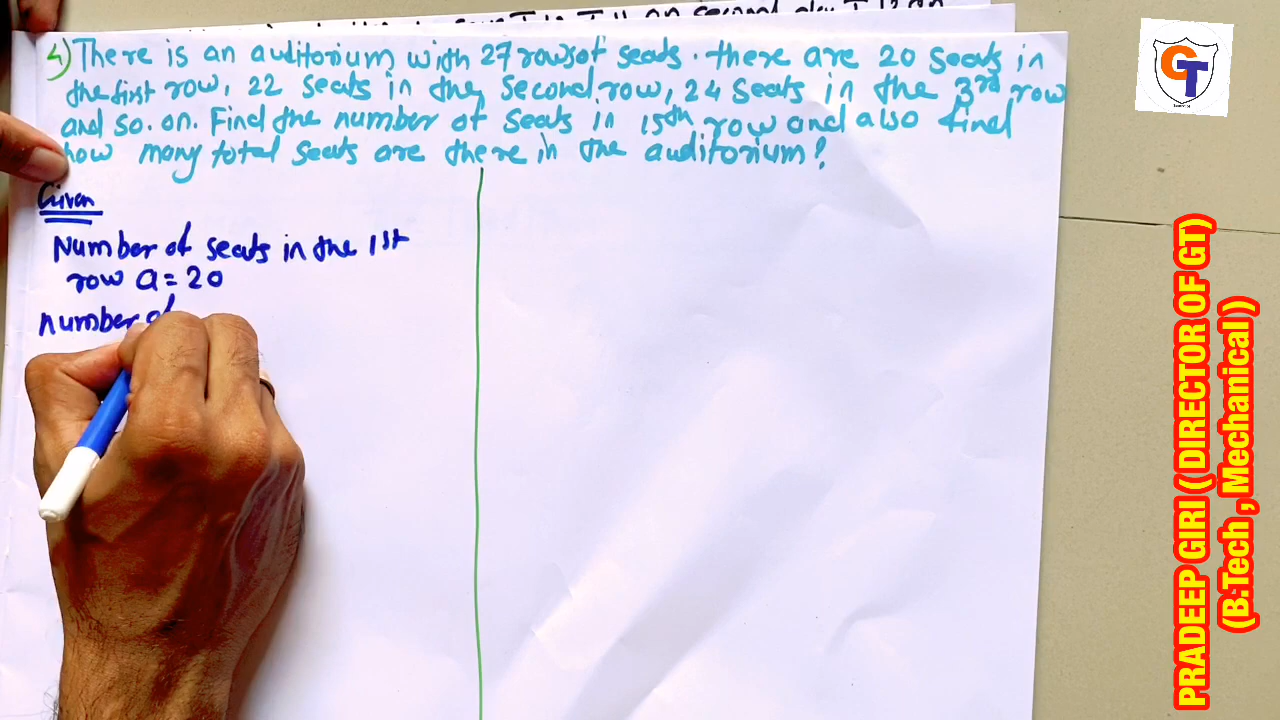 4) There is an auditorium with 27 rows of seats. there are 20 seats in
the first row, 22 seats in the second row, 24 seats in the 3rd row
and so. on. Find the number of seats in 15th row and also find
how many total seats are there in the auditorium?
Given
Number of seats in the 1st
row a = 20
number of
GT
PRADEEP GIRI ( DIRECTOR OF GT)
(B.Tech , Mechanical )